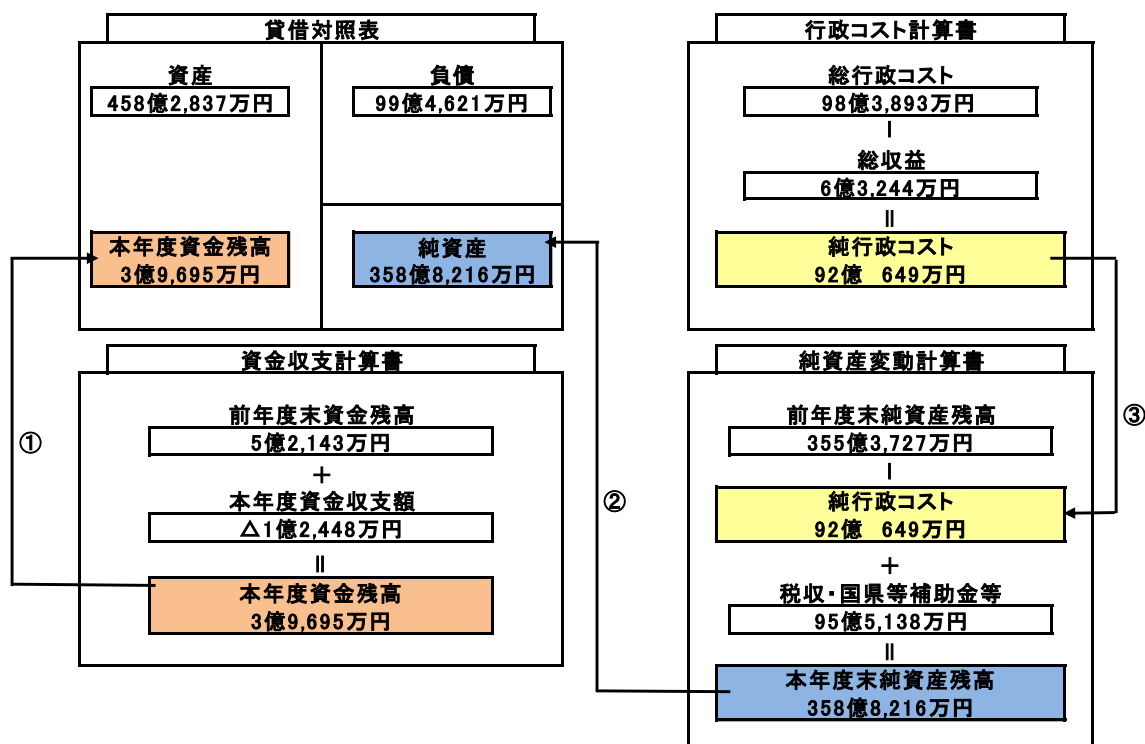 貸借対照表
資産
458億2,837万円
負債
99億4,621万円
本年度資金残高
3億9,695万円
純資産
358億8,216万円
行政コスト計算書
総行政コスト
98億3,893万円
－
総収益
6億3,244万円
＝
純行政コスト
92億　649万円
資金収支計算書
前年度末資金残高
5億2,143万円
＋
本年度資金収支額
△1億2,448万円
＝
本年度資金残高
3億9,695万円
純資産変動計算書
前年度末純資産残高
355億3,727万円
－
純行政コスト
92億　649万円
＋
税収・国県等補助金等
95億5,138万円
＝
本年度末純資産残高
358億8,216万円
①
②
③